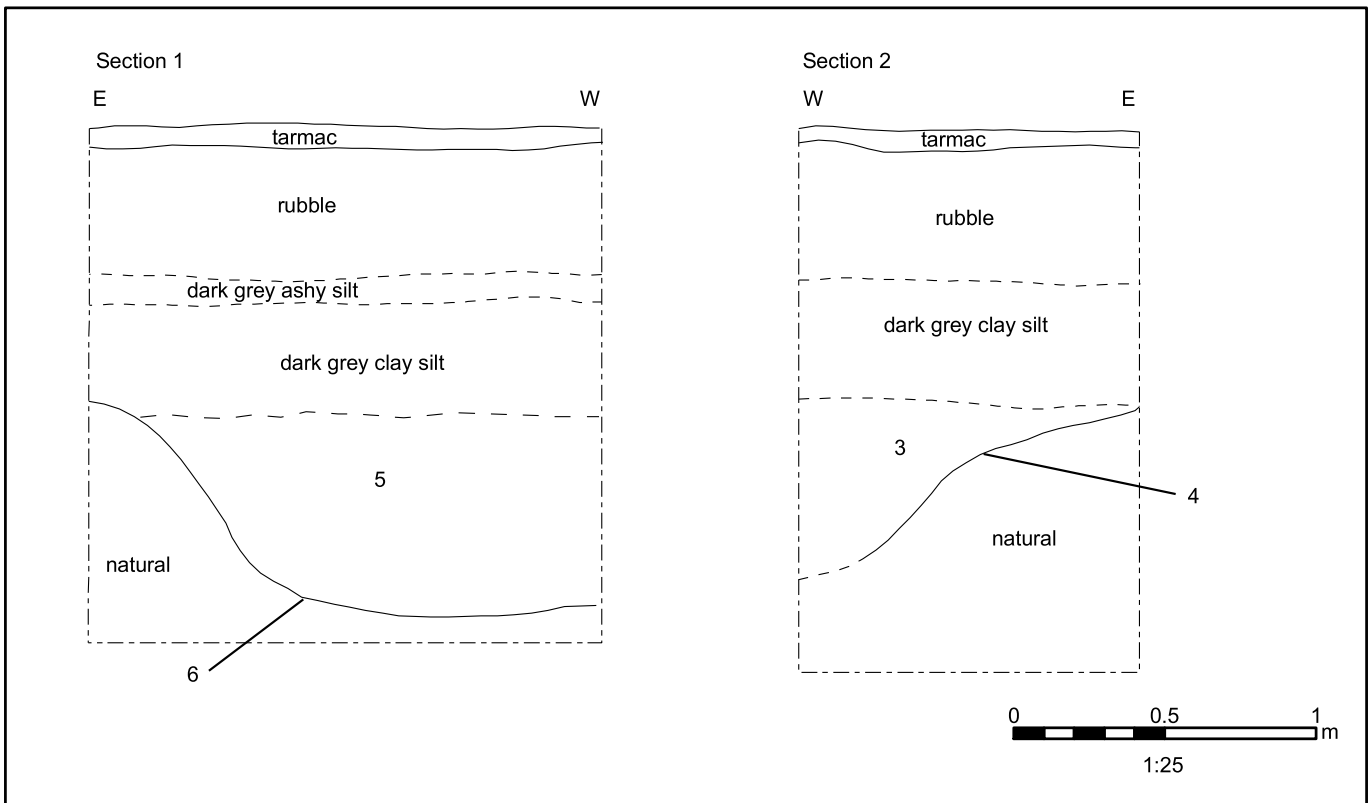 Section 1
E W
tarmac
rubble
dark grey ashy silt
dark grey clay silt
5
natural
6
Section 2
W E
tarmac
rubble
dark grey clay silt
3
4
natural
0 0.5 1
m
1:25